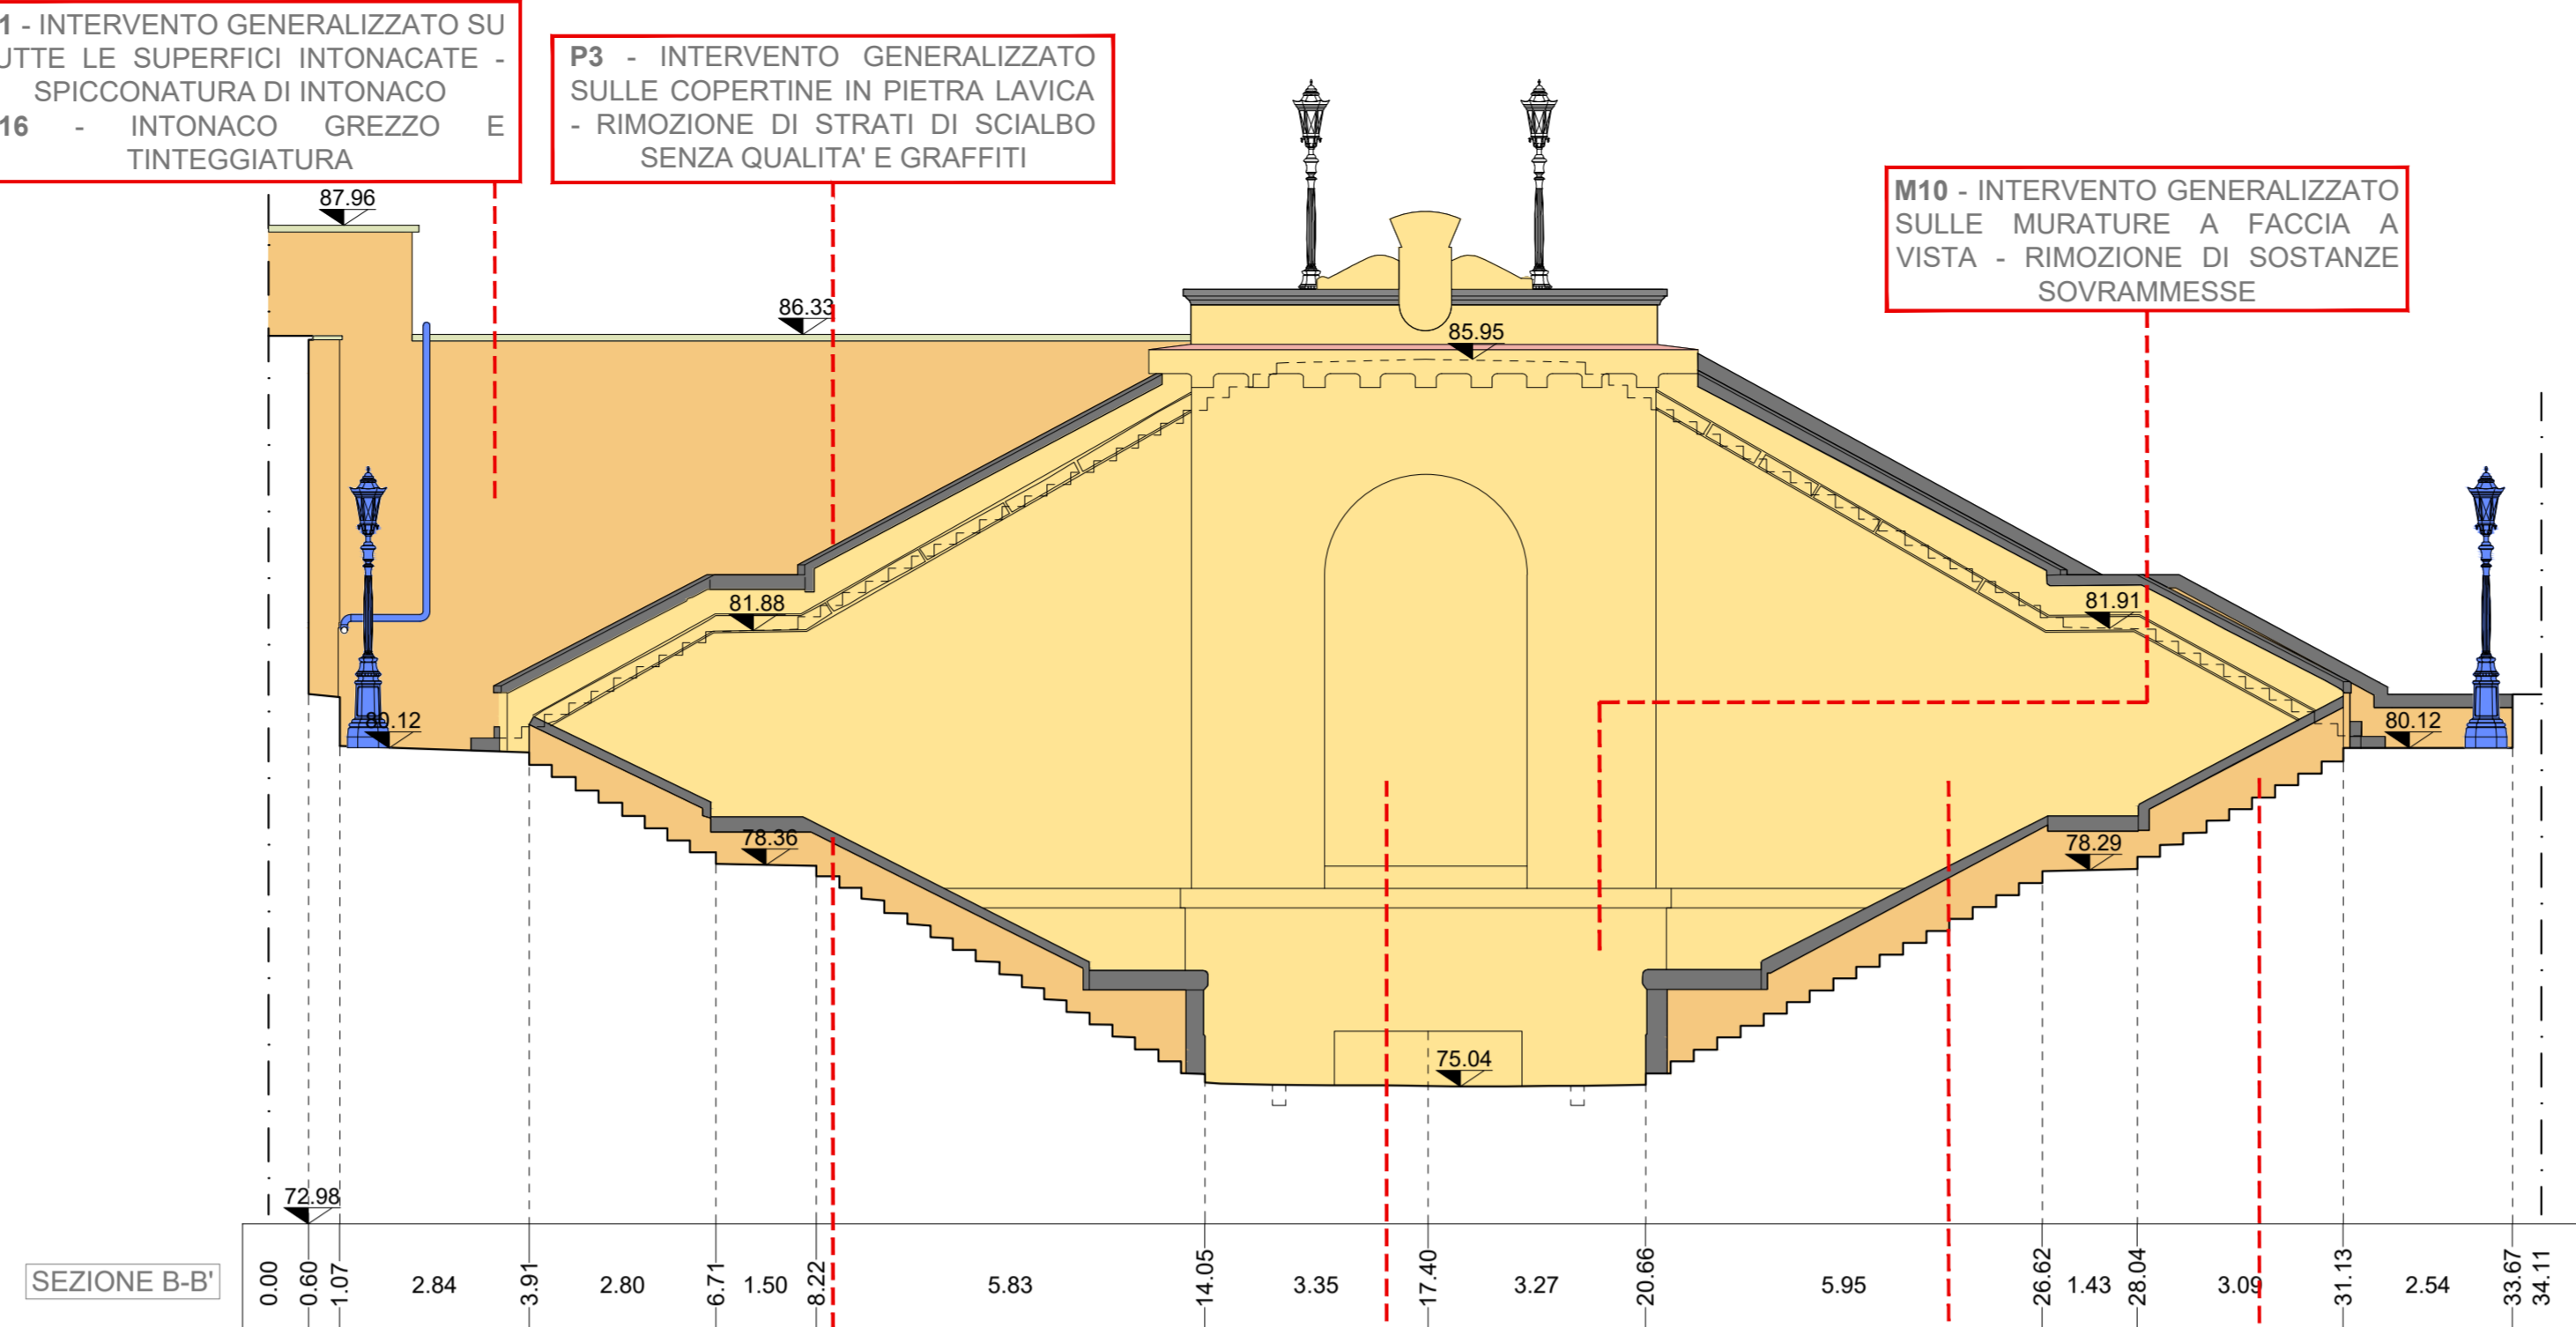 1 - INTERVENTO GENERALIZZATO SU
UTTE LE SUPERFICI INTONACATE -
SPICCONATURA DI INTONACO
16 - INTONACO GREZZO E
TINTEGGIATURA
P3 - INTERVENTO GENERALIZZATO
SULLE COPERTINE IN PIETRA LAVICA
- RIMOZIONE DI STRATI DI SCIALBO
SENZA QUALITA' E GRAFFITI
M10 - INTERVENTO GENERALIZZATO
SULLE MURATURE A FACCIA A
VISTA - RIMOZIONE DI SOSTANZE
SOVRAMMESSE
87.96
86.33
85.95
81.88
81.91
80.12
80.12
78.36
78.29
75.04
72.98
SEZIONE B-B'
0.00
0.60
1.07
2.84
3.91
2.80
6.71
1.50
8.22
5.83
14.05
3.35
17.40
3.27
20.66
5.95
26.62
1.43
28.04
3.09
31.13
2.54
33.67
34.11